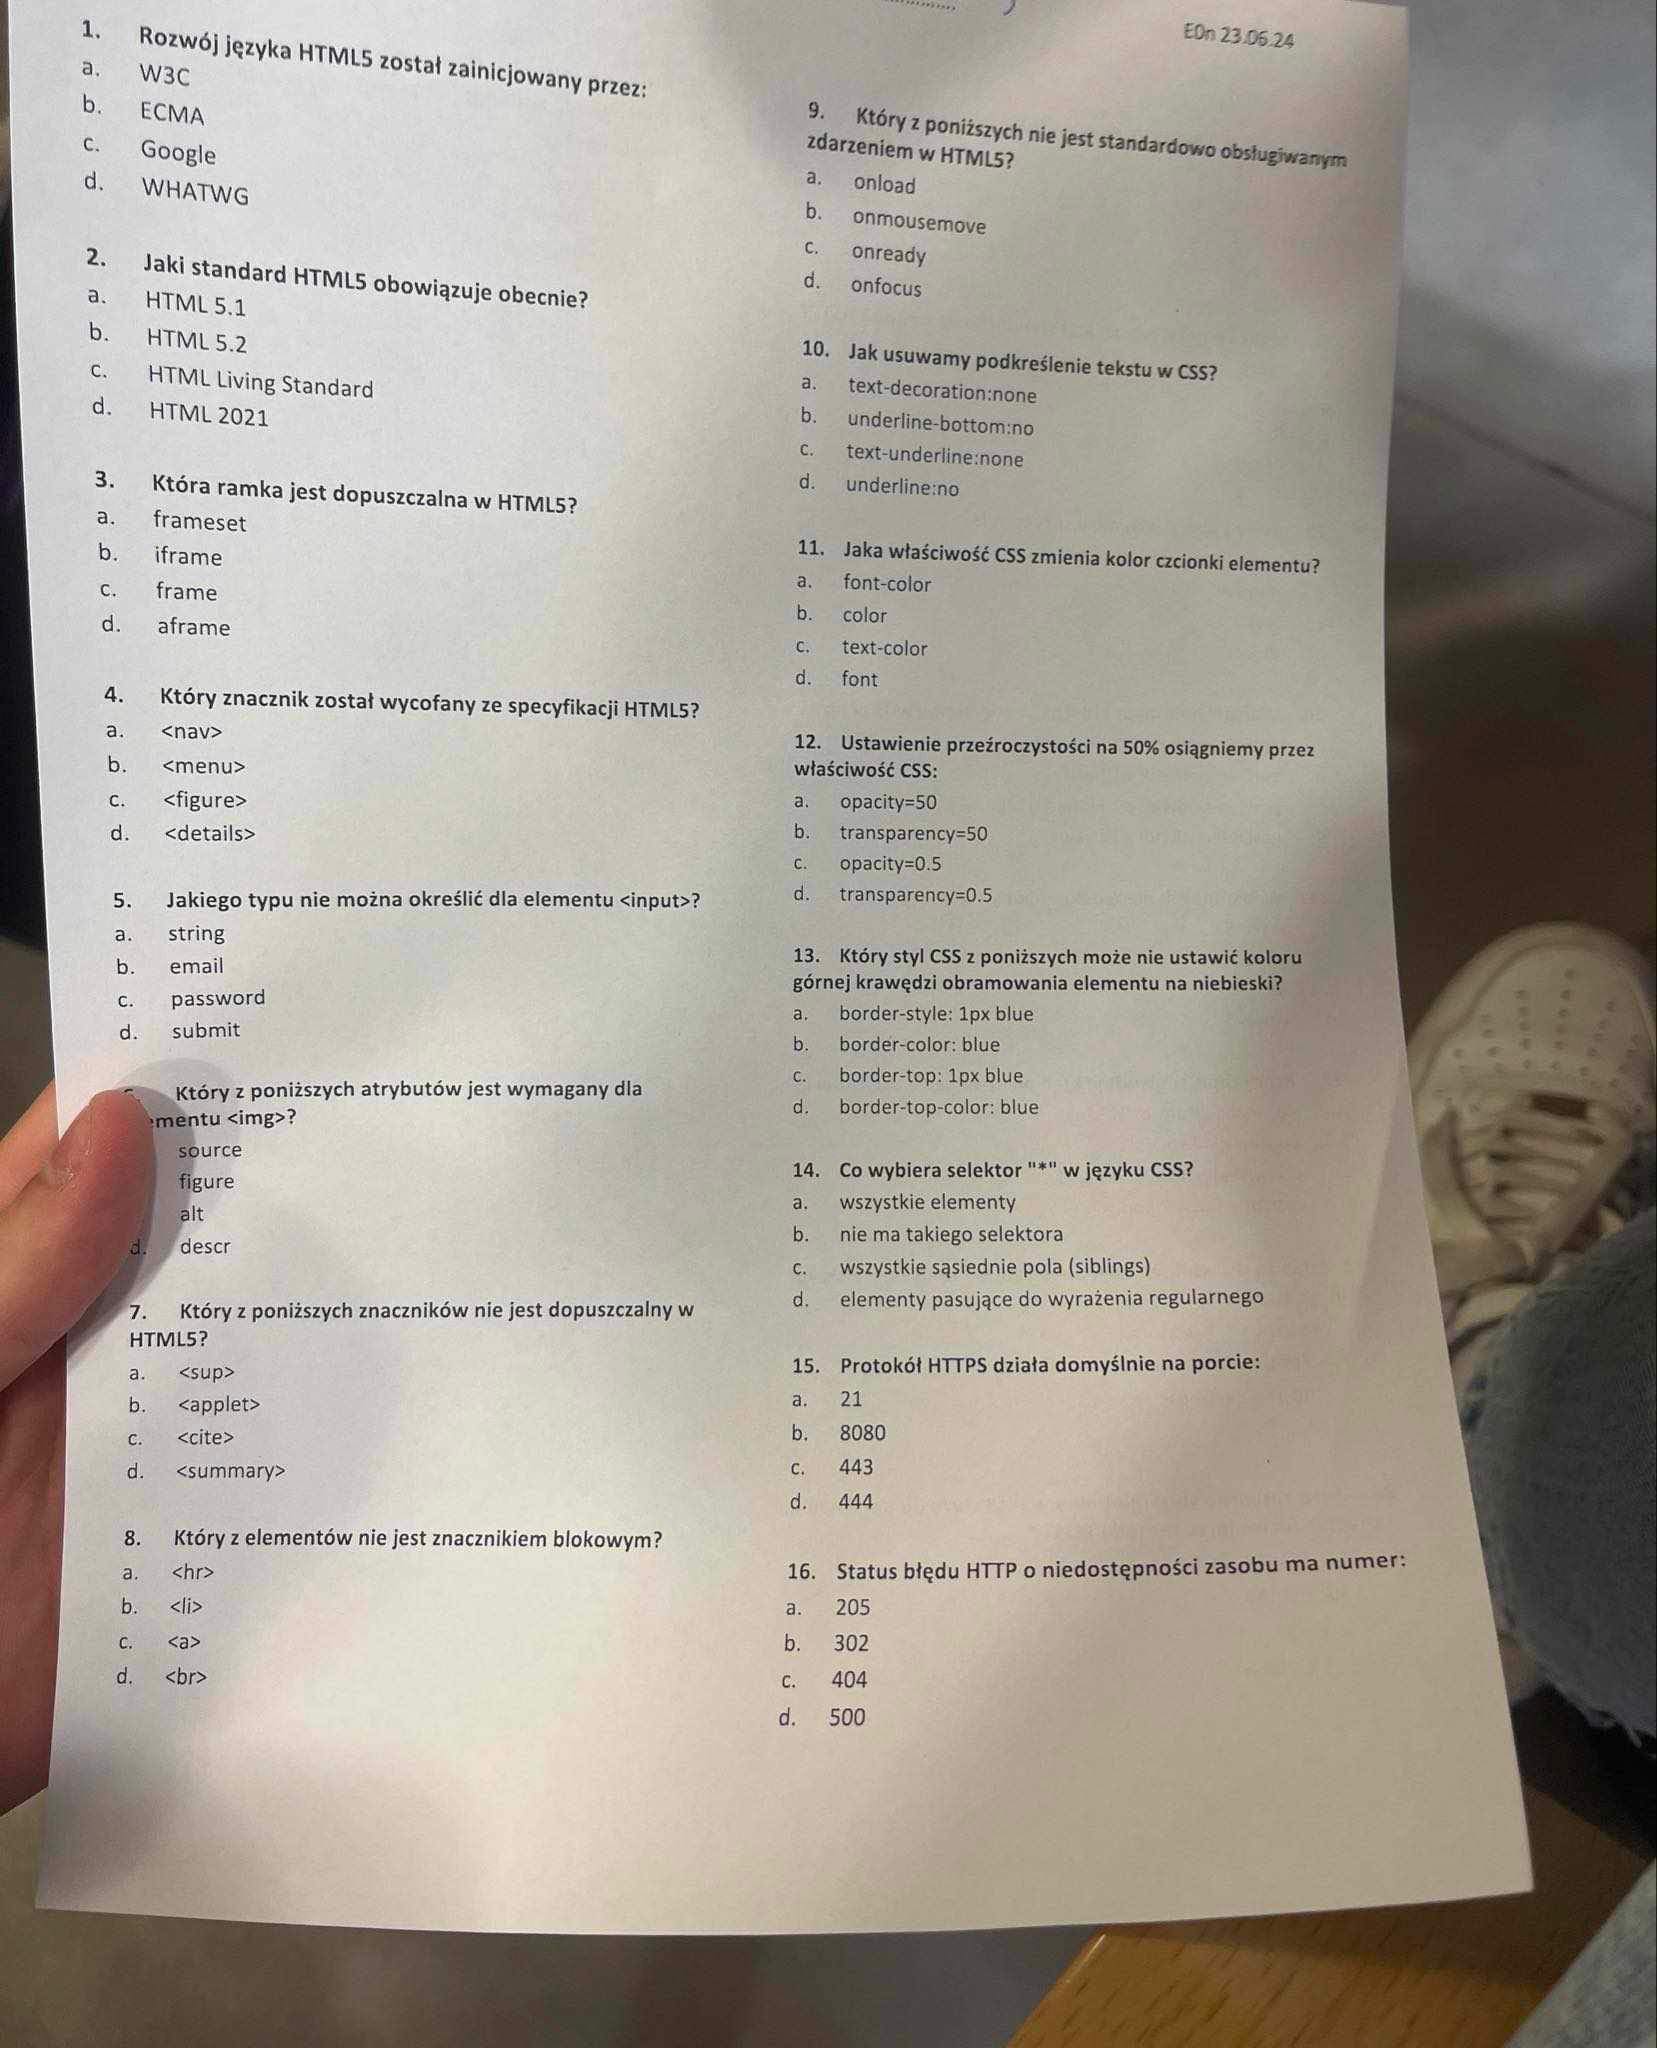 E0n 23.06.24
1. Rozwój języka HTML5 został zainicjowany przez:
a. W3C
b. ECMA
c. Google
d. WHATWG
2. Jaki standard HTML5 obowiązuje obecnie?
a. HTML 5.1
b. HTML 5.2
c. HTML Living Standard
d. HTML 2021
3. Która ramka jest dopuszczalna w HTML5?
a. frameset
b. iframe
c. frame
d. aframe
4. Który znacznik został wycofany ze specyfikacji HTML5?
a. <nav>
b. <menu>
c. <figure>
d. <details>
5. Jakiego typu nie można określić dla elementu <input>?
a. string
b. email
c. password
d. submit
Który z poniższych atrybutów jest wymagany dla
mentu <img>?
source
figure
alt
d. descr
7. Który z poniższych znaczników nie jest dopuszczalny w
HTML5?
a. <sup>
b. <applet>
c. <cite>
d. <summary>
8. Który z elementów nie jest znacznikiem blokowym?
a. <hr>
b. <li>
c. <a>
d. <br>
9. Który z poniższych nie jest standardowo obsługiwanym
zdarzeniem w HTML5?
a. onload
b. onmousemove
c. onready
d. onfocus
10. Jak usuwamy podkreślenie tekstu w CSS?
a. text-decoration:none
b. underline-bottom:no
c. text-underline:none
d. underline:no
11. Jaka właściwość CSS zmienia kolor czcionki elementu?
a. font-color
b. color
c. text-color
d. font
12. Ustawienie przeźroczystości na 50% osiągniemy przez
właściwość CSS:
a. opacity=50
b. transparency=50
c. opacity=0.5
d. transparency=0.5
13. Który styl CSS z poniższych może nie ustawić koloru
górnej krawędzi obramowania elementu na niebieski?
a. border-style: 1px blue
b. border-color: blue
c. border-top: 1px blue
d. border-top-color: blue
14. Co wybiera selektor "*" w języku CSS?
a. wszystkie elementy
b. nie ma takiego selektora
c. wszystkie sąsiednie pola (siblings)
d. elementy pasujące do wyrażenia regularnego
15. Protokół HTTPS działa domyślnie na porcie:
a. 21
b. 8080
c. 443
d. 444
16. Status błędu HTTP o niedostępności zasobu ma numer:
a. 205
b. 302
c. 404
d. 500